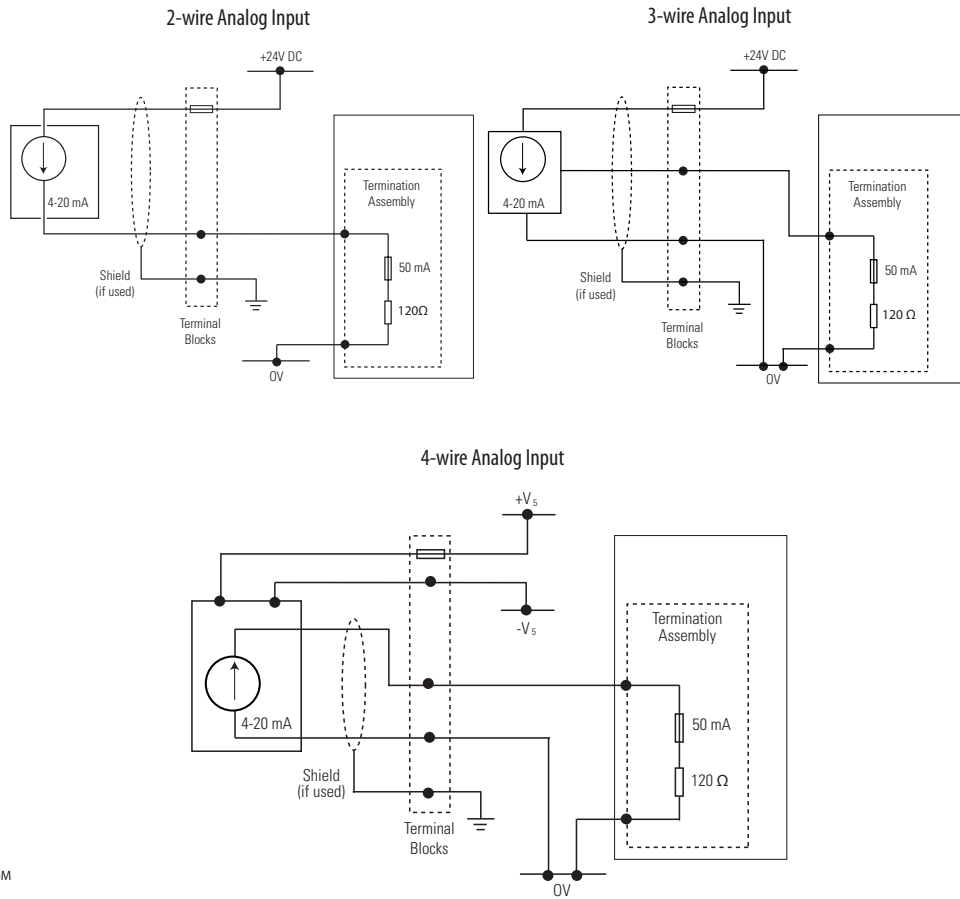 2-wire Analog Input
+24V DC
4-20 mA
Shield
(if used)
Terminal
Blocks
0V
Termination
Assembly
50 mA
120Ω
3-wire Analog Input
+24V DC
4-20 mA
Shield
(if used)
Terminal
Blocks
0V
Termination
Assembly
50 mA
120 Ω
4-wire Analog Input
+V5
-V5
4-20 mA
Shield
(if used)
Terminal
Blocks
0V
Termination
Assembly
50 mA
120 Ω
-M